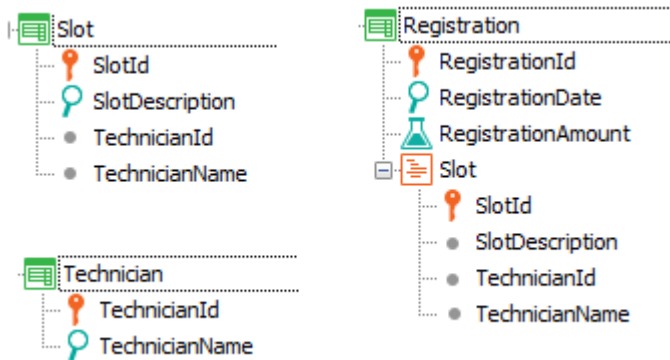 Slot
SlotId
SlotDescription
TechnicianId
TechnicianName
Technician
TechnicianId
TechnicianName
Registration
RegistrationId
RegistrationDate
RegistrationAmount
Slot
SlotId
SlotDescription
TechnicianId
TechnicianName